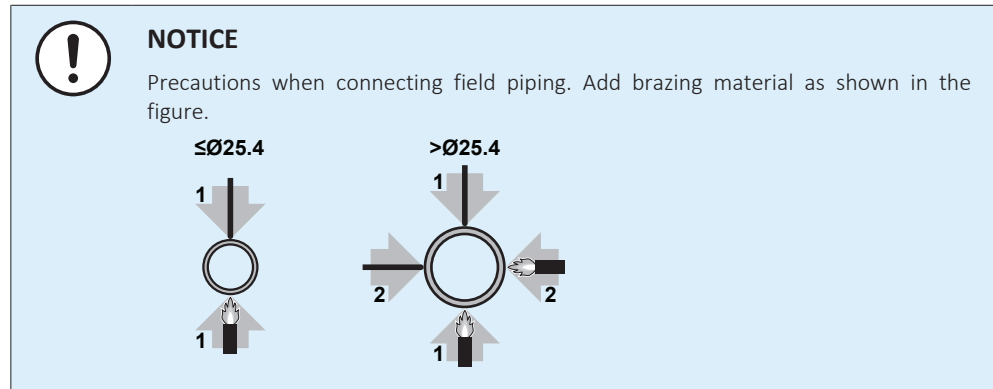 NOTICE
Precautions when connecting field piping. Add brazing material as shown in the
figure.
≤Ø25.4
>Ø25.4
1
1
2
2
1
1